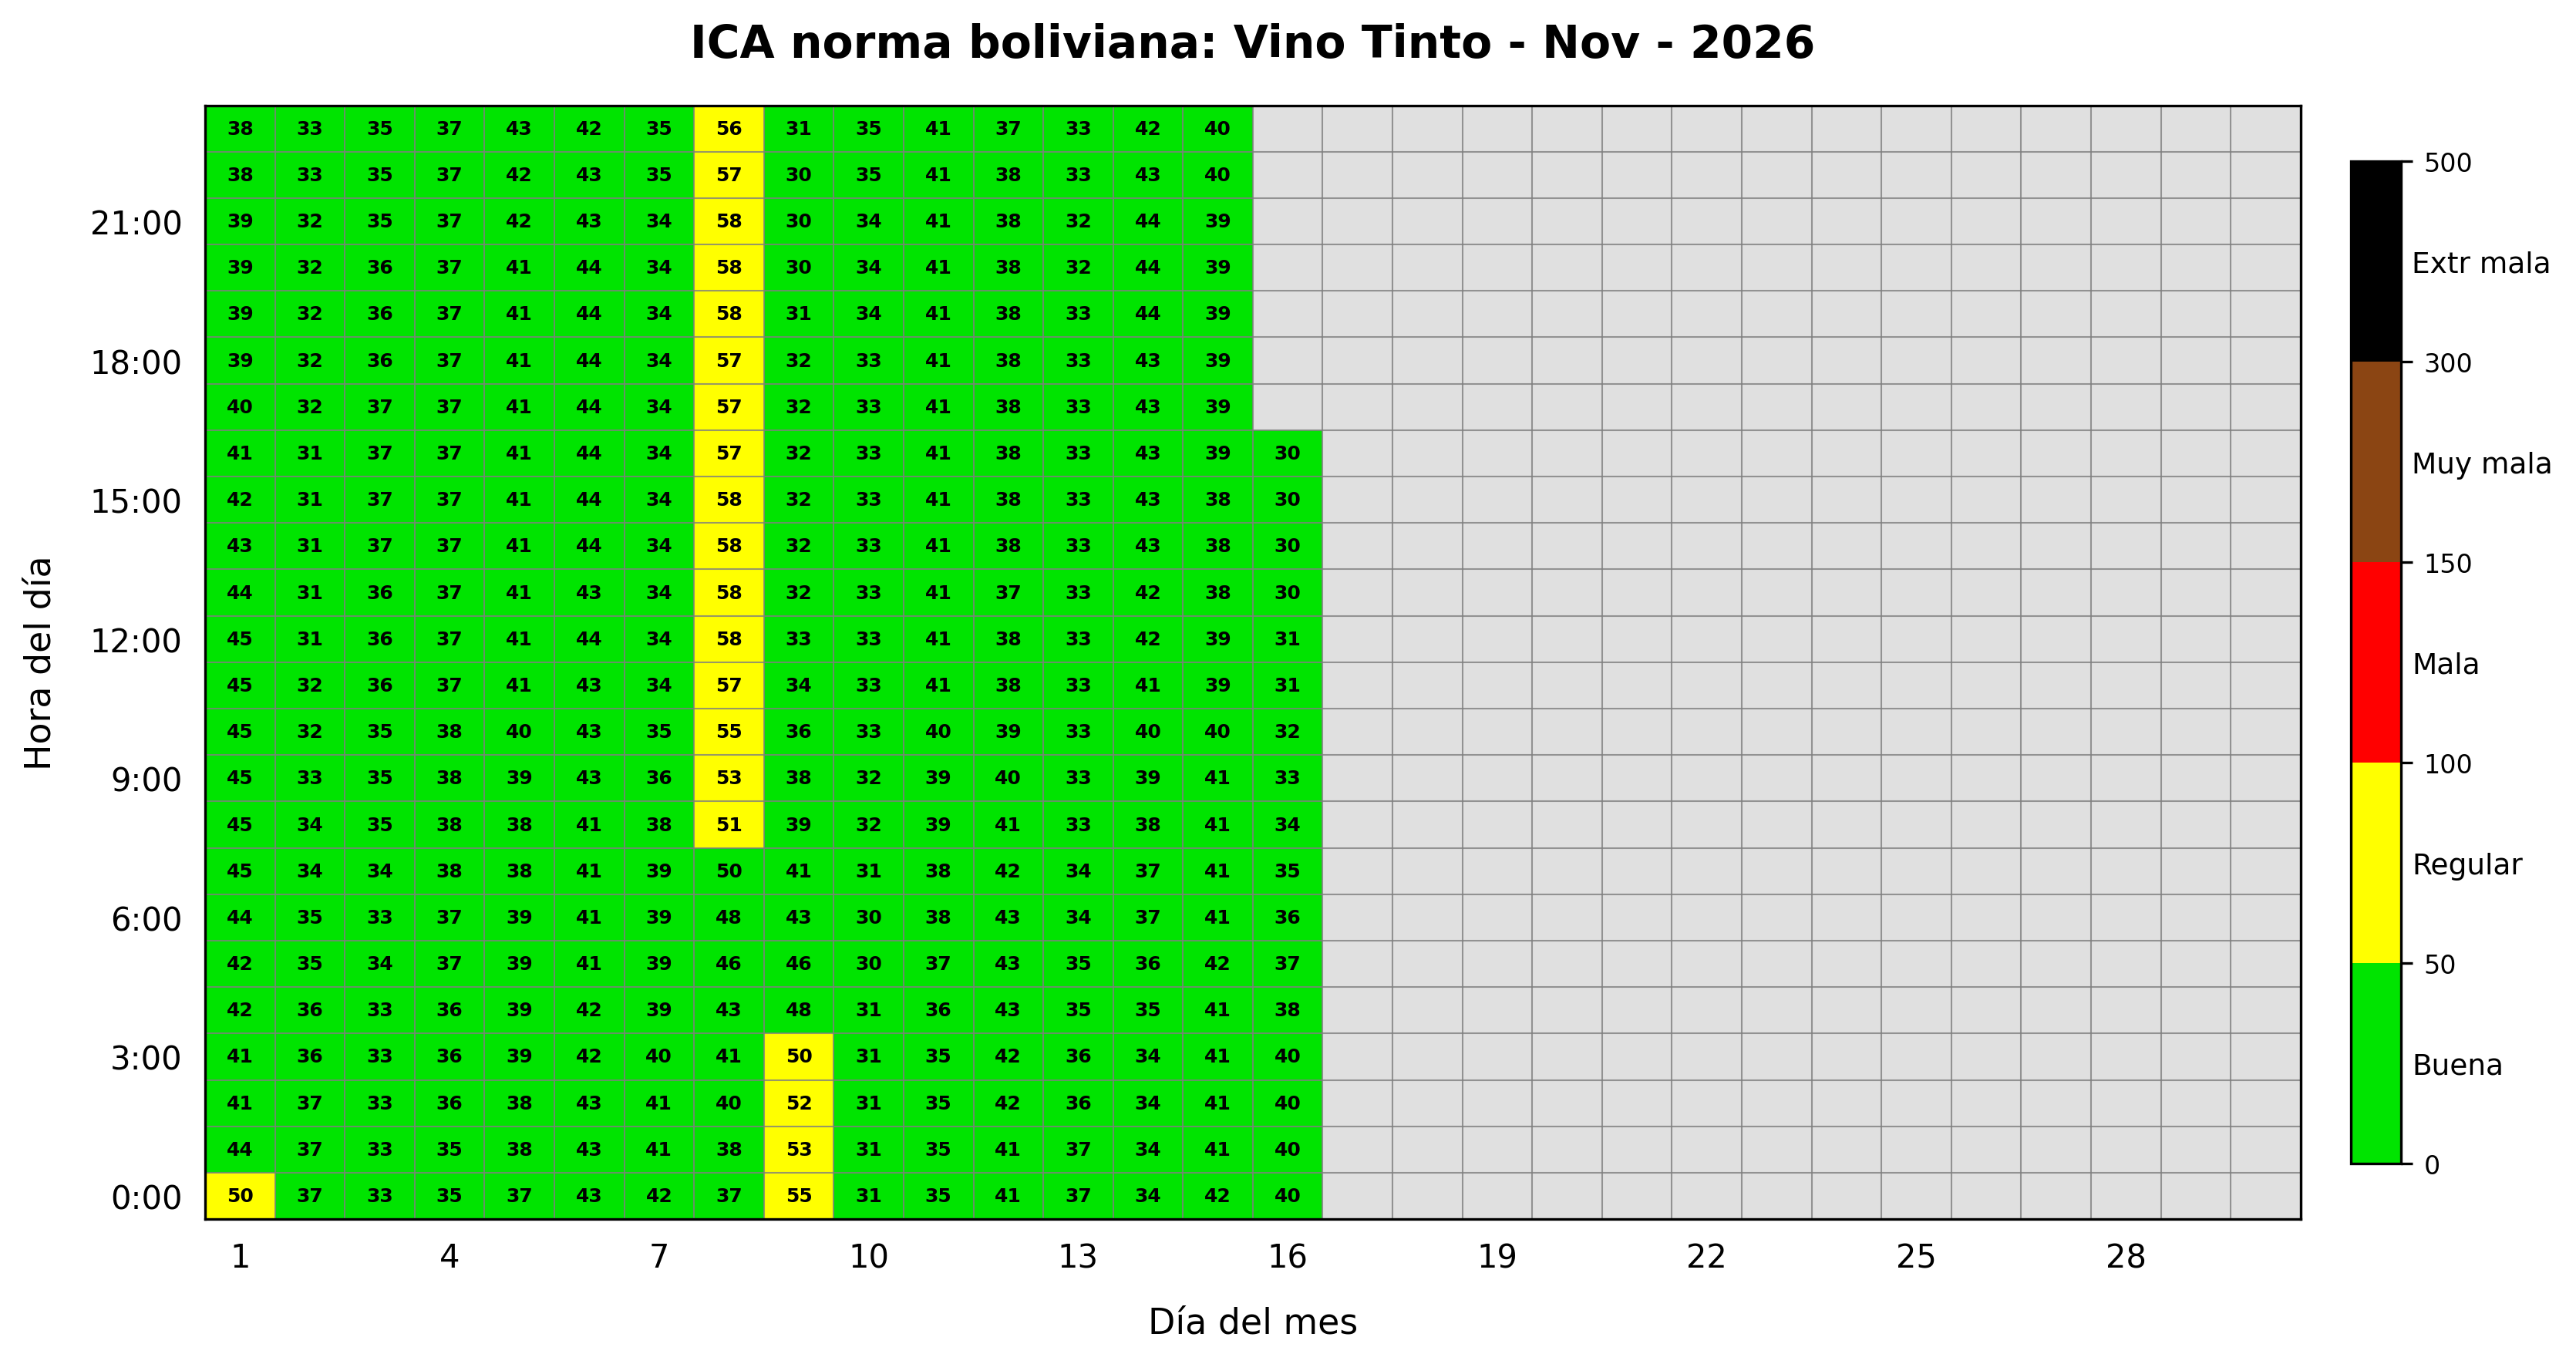 ICA norma boliviana: Vino Tinto - Nov - 2026
38 33 35 37 43 42 35 56 31 35 41 37 33 42 40
38 33 35 37 42 43 35 57 30 35 41 38 33 43 40
21:00 39 32 35 37 42 43 34 58 30 34 41 38 32 44 39
39 32 36 37 41 44 34 58 30 34 41 38 32 44 39
39 32 36 37 41 44 34 58 31 34 41 38 33 44 39
18:00 39 32 36 37 41 44 34 57 32 33 41 38 33 43 39
40 32 37 37 41 44 34 57 32 33 41 38 33 43 39
41 31 37 37 41 44 34 57 32 33 41 38 33 43 39 30
15:00 42 31 37 37 41 44 34 58 32 33 41 38 33 43 38 30
43 31 37 37 41 44 34 58 32 33 41 38 33 43 38 30
44 31 36 37 41 43 34 58 32 33 41 37 33 42 38 30
12:00 45 31 36 37 41 44 34 58 33 33 41 38 33 42 39 31
45 32 36 37 41 43 34 57 34 33 41 38 33 41 39 31
45 32 35 38 40 43 35 55 36 33 40 39 33 40 40 32
9:00 45 33 35 38 39 43 36 53 38 32 39 40 33 39 41 33
45 34 35 38 38 41 38 51 39 32 39 41 33 38 41 34
45 34 34 38 38 41 39 50 41 31 38 42 34 37 41 35
6:00 44 35 33 37 39 41 39 48 43 30 38 43 34 37 41 36
42 35 34 37 39 41 39 46 46 30 37 43 35 36 42 37
42 36 33 36 39 42 39 43 48 31 36 43 35 35 41 38
3:00 41 36 33 36 39 42 40 41 50 31 35 42 36 34 41 40
41 37 33 36 38 43 41 40 52 31 35 42 36 34 41 40
44 37 33 35 38 43 41 38 53 31 35 41 37 34 41 40
0:00 50 37 33 35 37 43 42 37 55 31 35 41 37 34 42 40
1 4 7 10 13 16 19 22 25 28
Día del mes
Hora del día
500
Extr mala
300
Muy mala
150
Mala
100
Regular
50
Buena
0